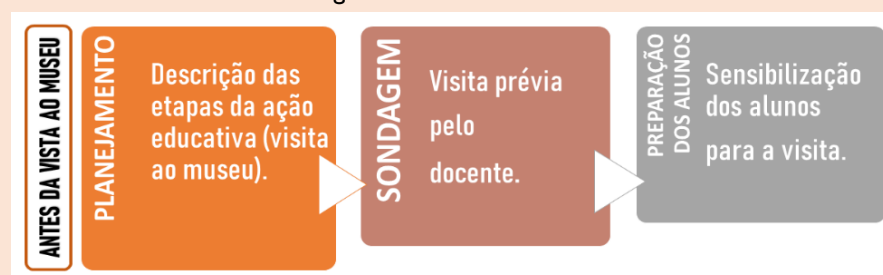 ANTES DA VISTA AO MUSEU
PLANEJAMENTO
Descrição das
etapas da ação
educativa (visita
ao museu).
SONDAGEM
Visita prévia
pelo
docente.
PREPARAÇÃO
DOS ALUNOS
Sensibilização
dos alunos
para a visita.